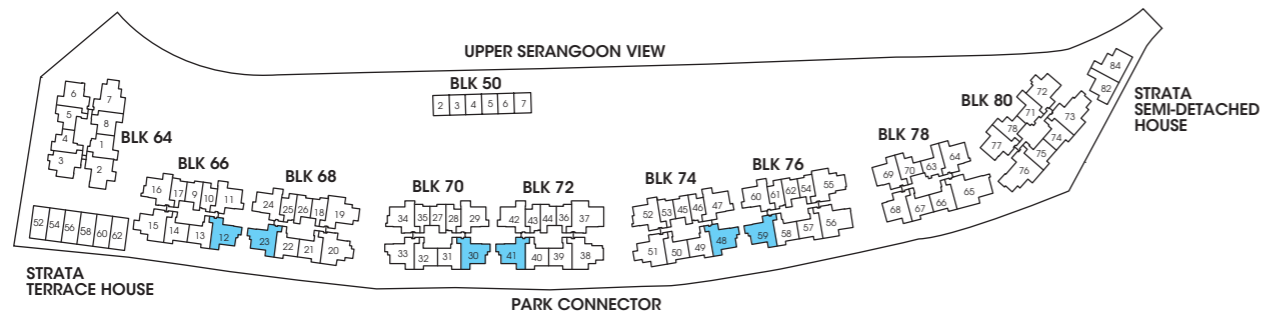 UPPER SERANGOON VIEW
BLK 50
2 3 4 5 6 7
BLK 64
6 7
5 8
4 1
3 2
BLK 66
16 17 9 10 11
15 14 13 12
BLK 68
24 25 26 18 19
23 22 21 20
BLK 70
34 35 27 28 29
33 32 31 30
BLK 72
42 43 44 36 37
41 40 39 38
BLK 74
52 53 45 46 47
51 50 49 48
BLK 76
60 61 62 54 55
59 58 57 56
BLK 78
69 70 63 64
68 67 66 65
BLK 80
72
71 73
78 74
77 75
76
84
82
STRATA
SEMI-DETACHED
HOUSE
52 54 56 58 60 62
STRATA
TERRACE HOUSE
PARK CONNECTOR